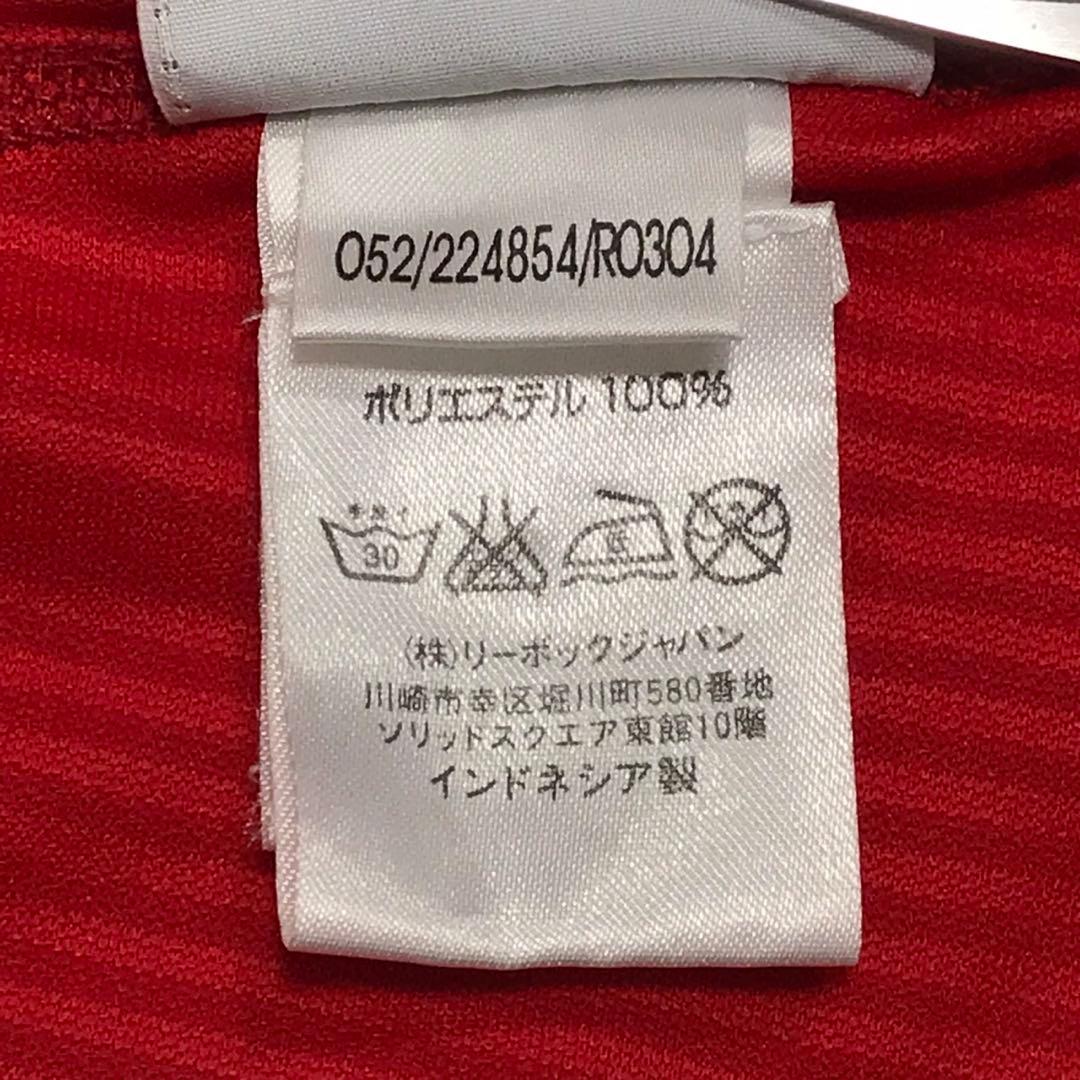 052/224854/R0304
ポリエステル 100%
30
(株)リーボックジャパン
川崎市幸区堀川町580番地
ソリッドスクエア東館10階
インドネシア製